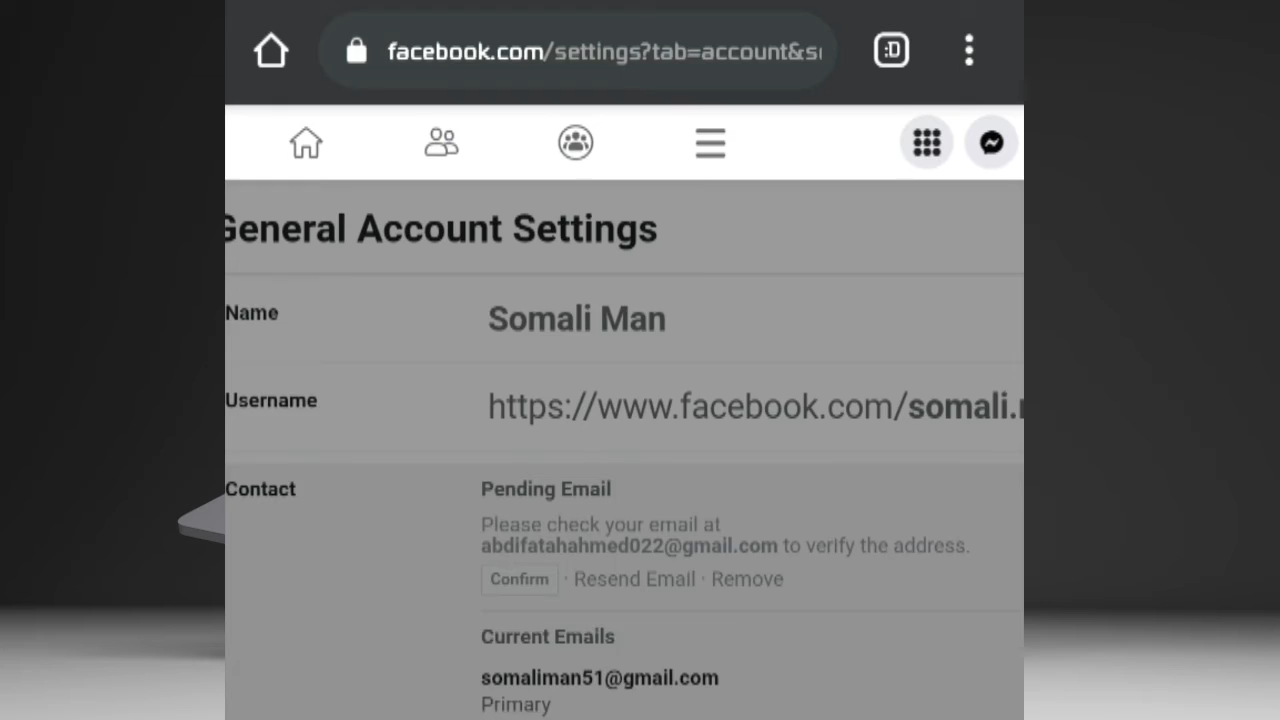 :D
facebook.com/settings?tab=account&s
General Account Settings
Name
Somali Man
Username
https://www.facebook.com/somali.
Contact
Pending Email
Please check your email at
abdifatahahmed022@gmail.com to verify the address.
Confirm · Resend Email · Remove
Current Emails
somaliman51@gmail.com
Primary